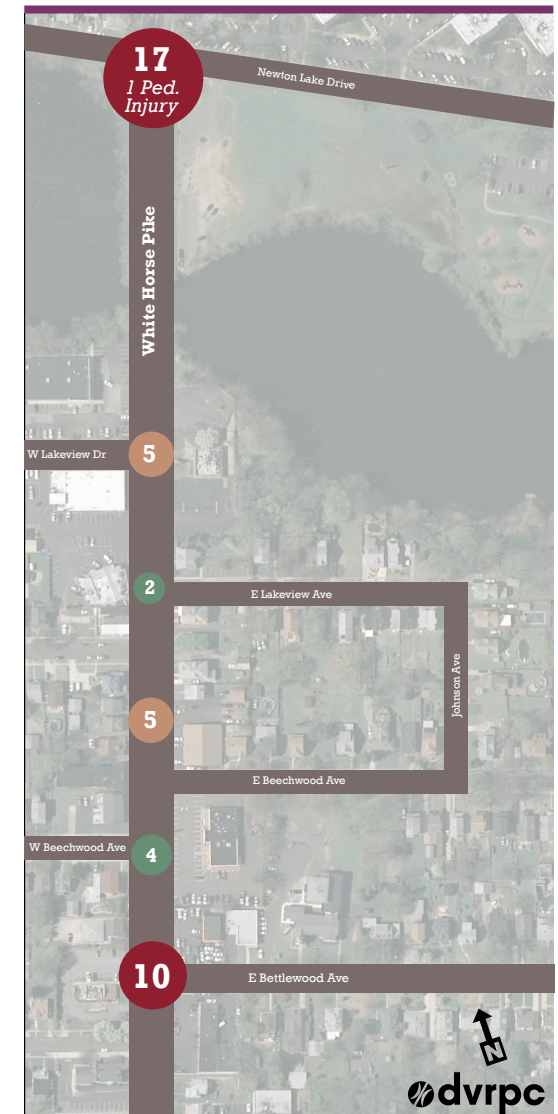 17
1 Ped.
Injury
Newton Lake Drive
White Horse Pike
W Lakeview Dr
5
2
E Lakeview Ave
Johnson Ave
5
E Beechwood Ave
W Beechwood Ave
4
10
E Bettlewood Ave
N
dvrpc